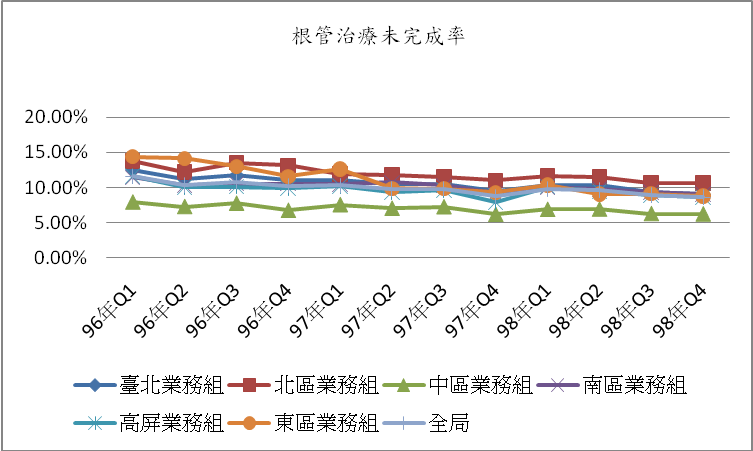 根管治療未完成率
20.00%
15.00%
10.00%
5.00%
0.00%
96年Q1
96年Q2
96年Q3
96年Q4
97年Q1
97年Q2
97年Q3
97年Q4
98年Q1
98年Q2
98年Q3
98年Q4
臺北業務組 北區業務組 中區業務組 南區業務組
高屏業務組 東區業務組 全局